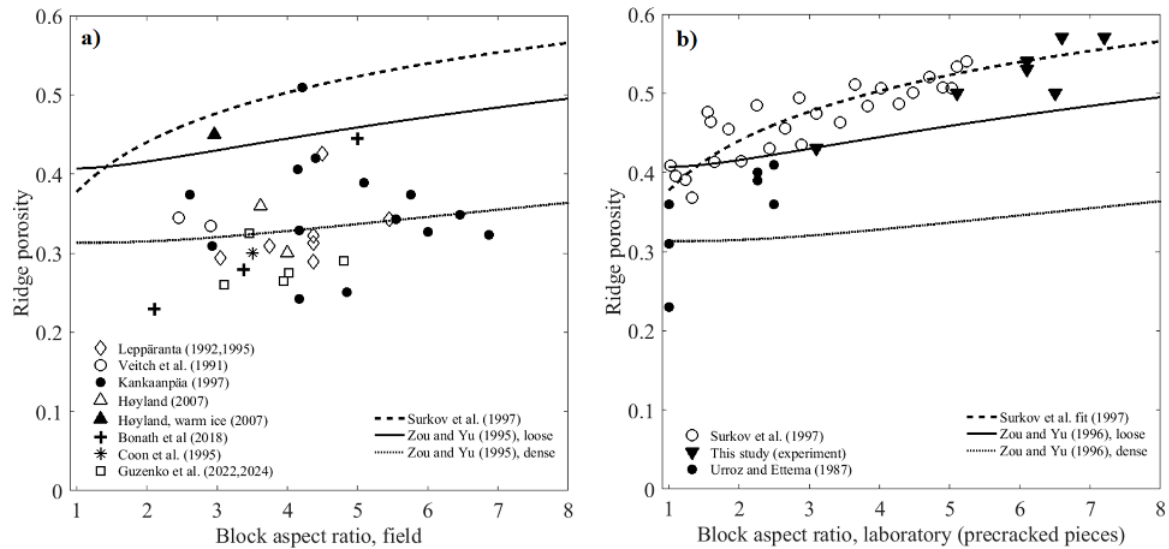 a)
0.6
0.5
0.4
0.3
0.2
0.1
0
Ridge porosity
Leppäranta (1992,1995)
Veitch et al. (1991)
Kankaanpäa (1997)
Høyland (2007)
Høyland, warm ice (2007)
Bonath et al (2018)
Coon et al. (1995)
Guzenko et al. (2022,2024)
Surkov et al. (1997)
Zou and Yu (1995), loose
Zou and Yu (1995), dense
1 2 3 4 5 6 7 8
Block aspect ratio, field
b)
0.6
0.5
0.4
0.3
0.2
0.1
0
Ridge porosity
Surkov et al. (1997)
This study (experiment)
Urroz and Ettema (1987)
Surkov et al. fit (1997)
Zou and Yu (1996), loose
Zou and Yu (1996), dense
1 2 3 4 5 6 7 8
Block aspect ratio, laboratory (precracked pieces)